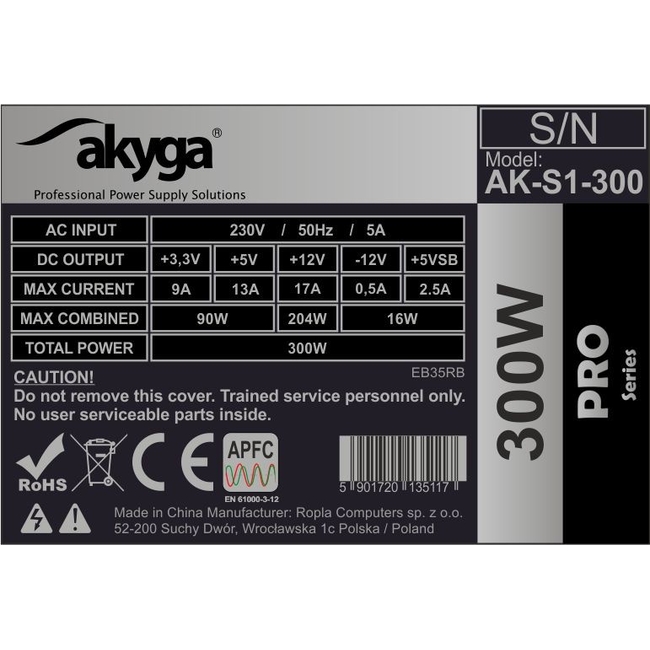 akyga®
Professional Power Supply Solutions
S/N
Model:
AK-S1-300
AC INPUT 230V / 50Hz / 5A
DC OUTPUT +3,3V +5V +12V -12V +5VSB
MAX CURRENT 9A 13A 17A 0,5A 2.5A
MAX COMBINED 90W 204W 16W
TOTAL POWER 300W
CAUTION! EB35RB
Do not remove this cover. Trained service personnel only.
No user serviceable parts inside.
RoHS
CE
APFC
EN 61000-3-12
5 901720 135117
Made in China Manufacturer: Ropla Computers sp. z o.o.
52-200 Suchy Dwór, Wrocławska 1c Polska / Poland
300W
PRO
Series